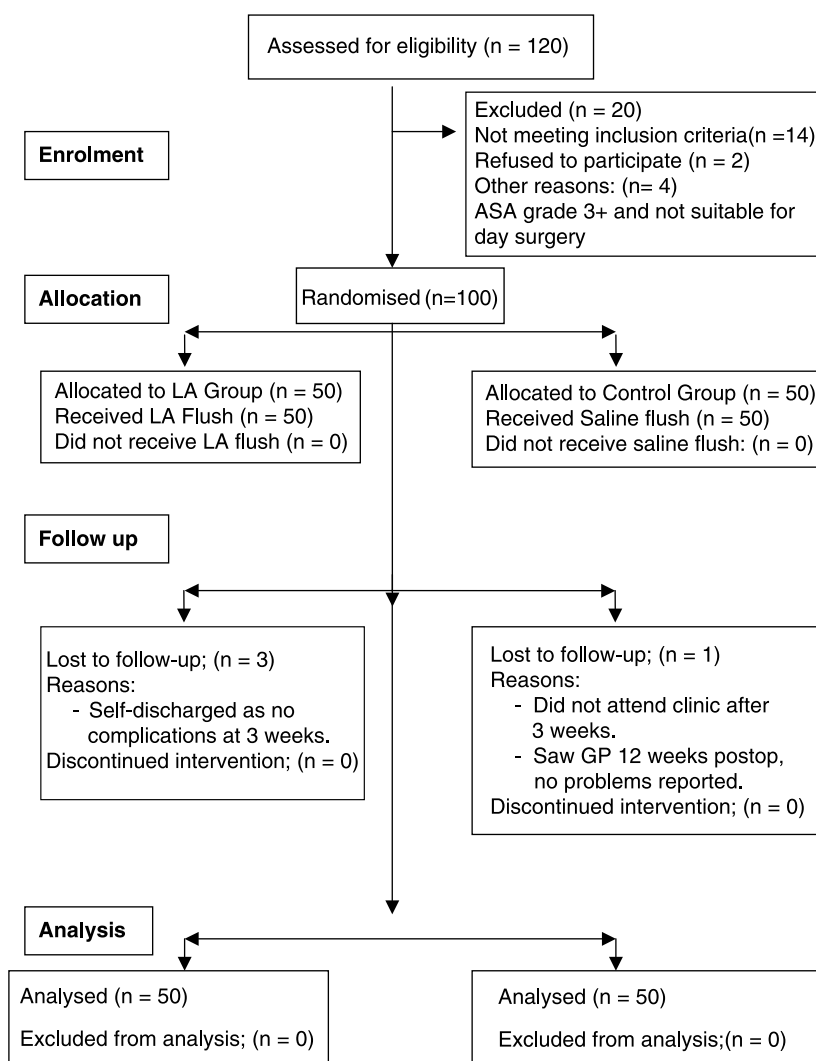 Assessed for eligibility (n = 120)
Excluded (n = 20)
Not meeting inclusion criteria(n =14)
Refused to participate (n = 2)
Other reasons: (n= 4)
ASA grade 3+ and not suitable for
day surgery
Enrolment
Allocation
Randomised (n=100)
Allocated to LA Group (n = 50)
Received LA Flush (n = 50)
Did not receive LA flush (n = 0)
Allocated to Control Group (n = 50)
Received Saline flush (n = 50)
Did not receive saline flush: (n = 0)
Follow up
Lost to follow-up; (n = 3)
Reasons:
- Self-discharged as no
complications at 3 weeks.
Discontinued intervention; (n = 0)
Lost to follow-up; (n = 1)
Reasons:
- Did not attend clinic after
3 weeks.
- Saw GP 12 weeks postop,
no problems reported.
Discontinued intervention; (n = 0)
Analysis
Analysed (n = 50)
Excluded from analysis; (n = 0)
Analysed (n = 50)
Excluded from analysis;(n = 0)